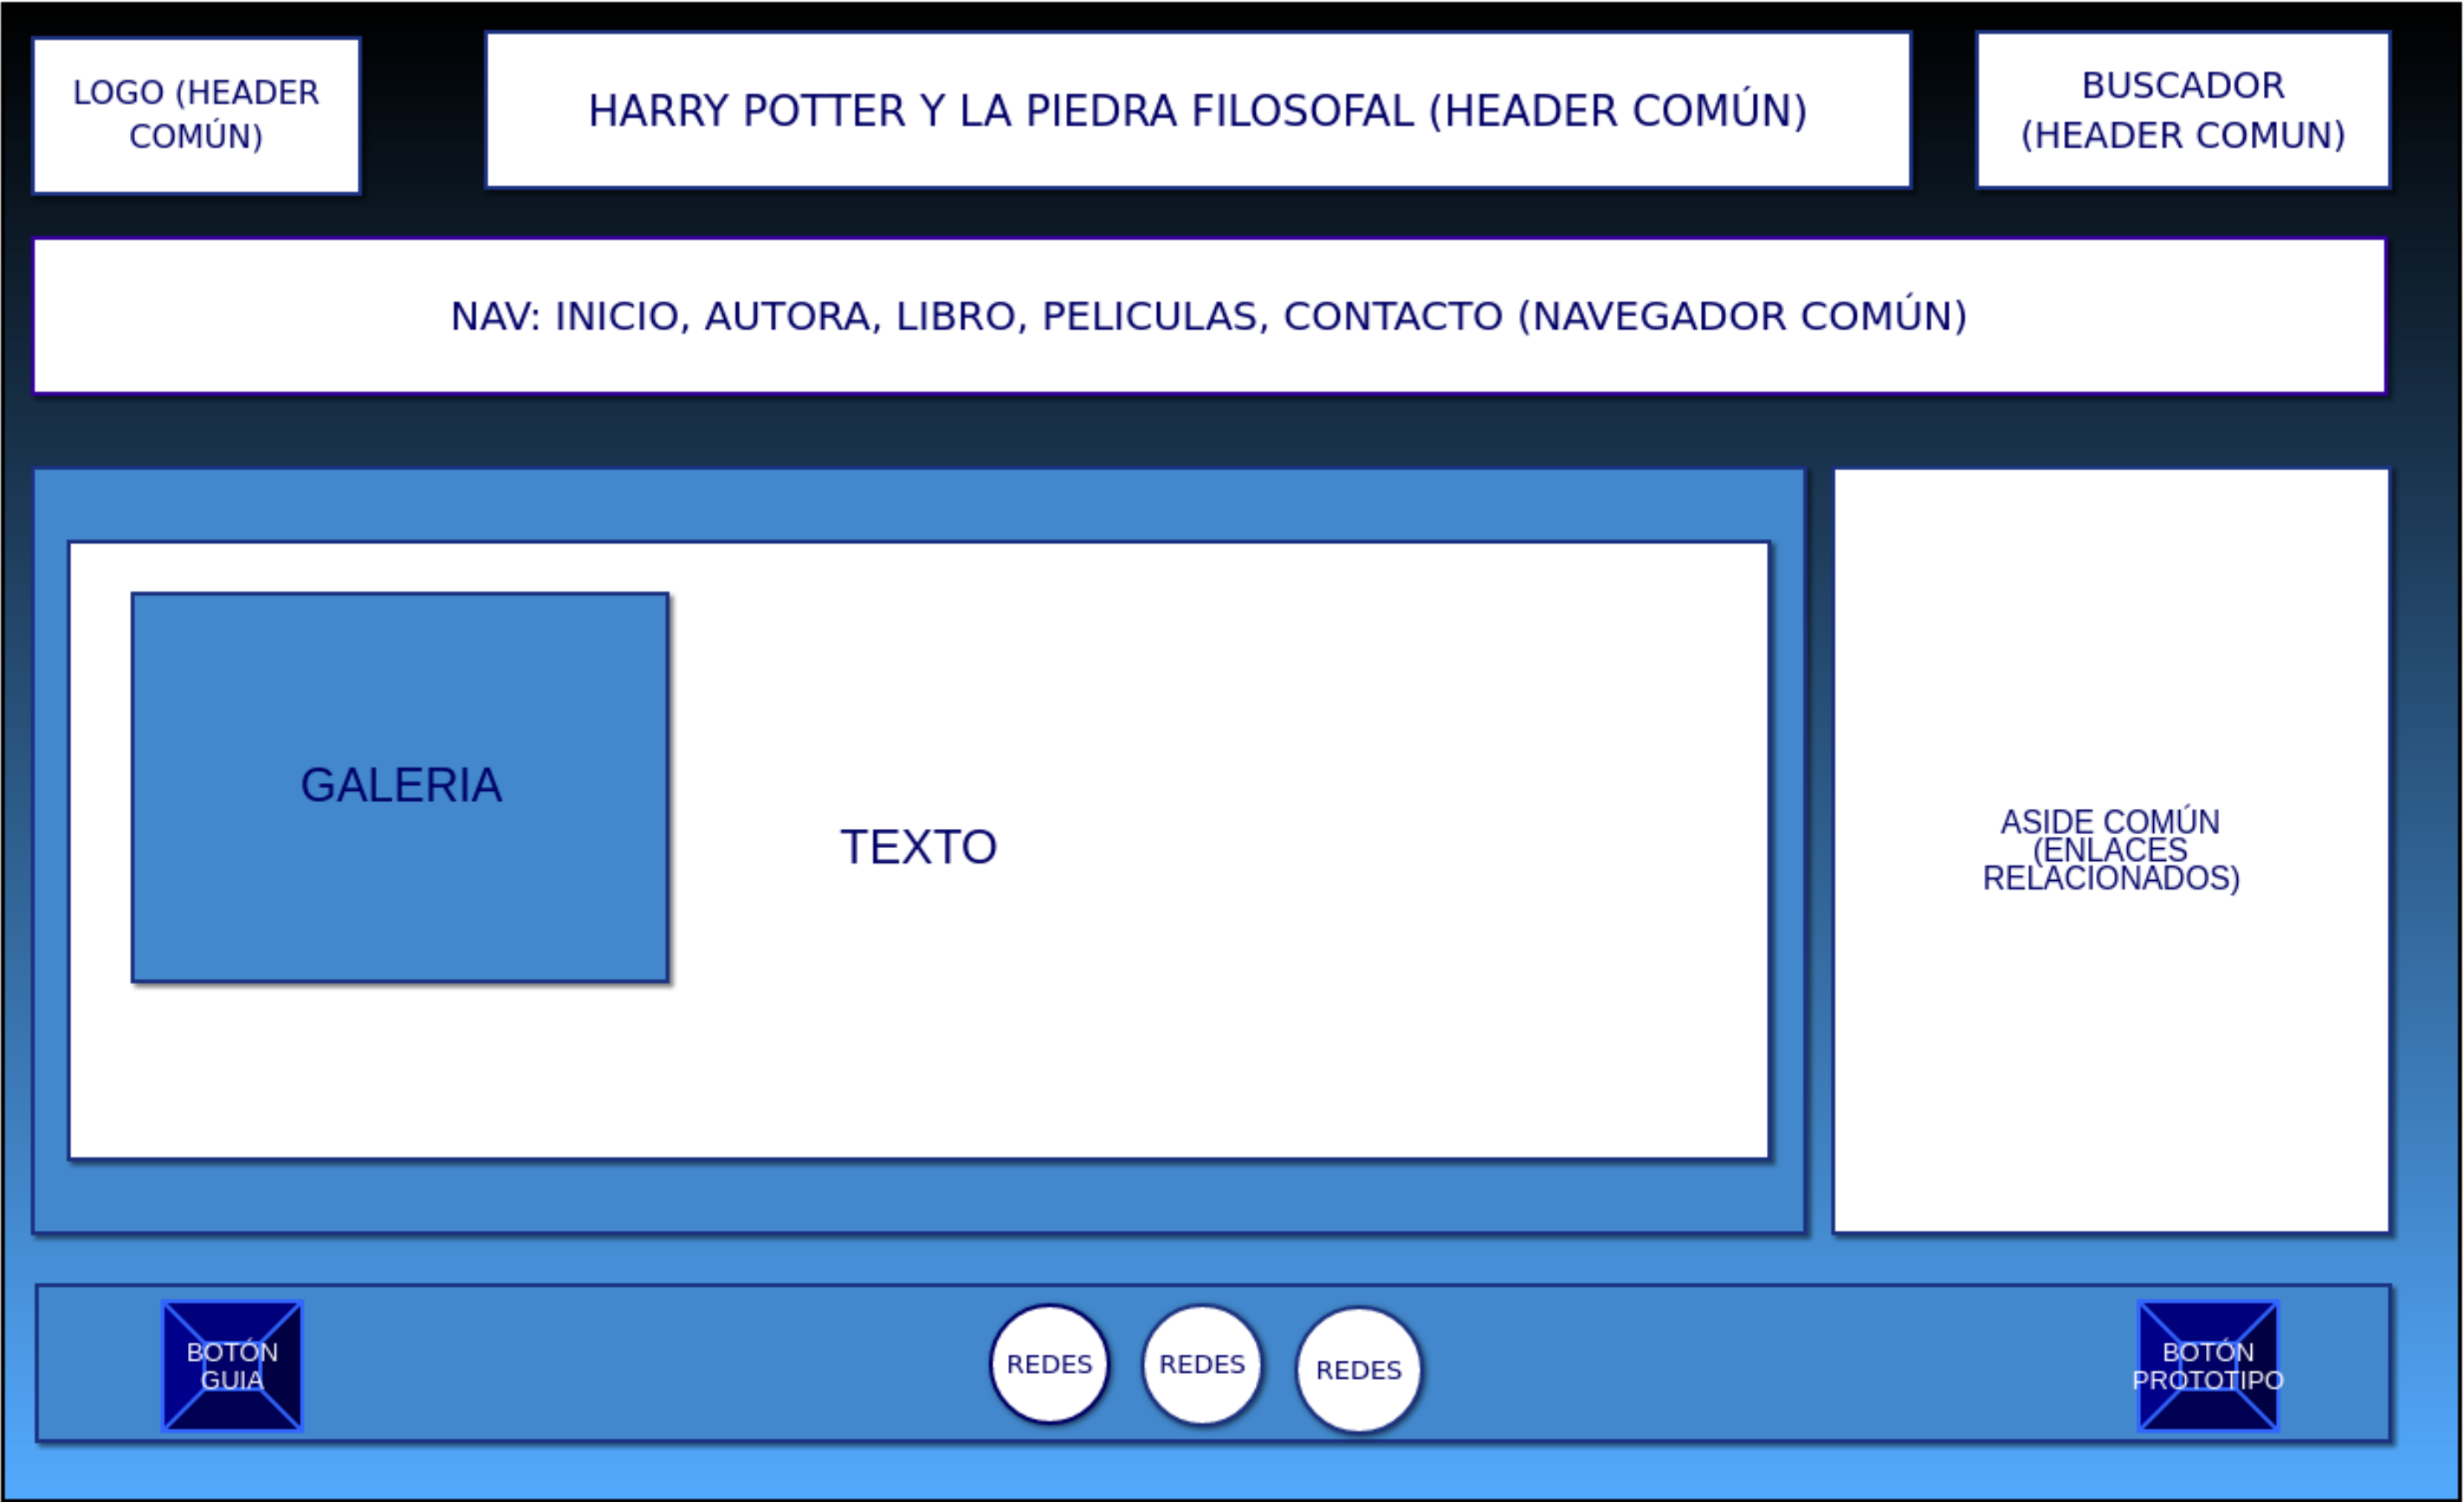 LOGO (HEADER
COMÚN)
HARRY POTTER Y LA PIEDRA FILOSOFAL (HEADER COMÚN)
BUSCADOR
(HEADER COMUN)
NAV: INICIO, AUTORA, LIBRO, PELICULAS, CONTACTO (NAVEGADOR COMÚN)
GALERIA
TEXTO
ASIDE COMÚN
(ENLACES
RELACIONADOS)
BOTÓN
GUIA
REDES
REDES
REDES
BOTÓN
PROTOTIPO